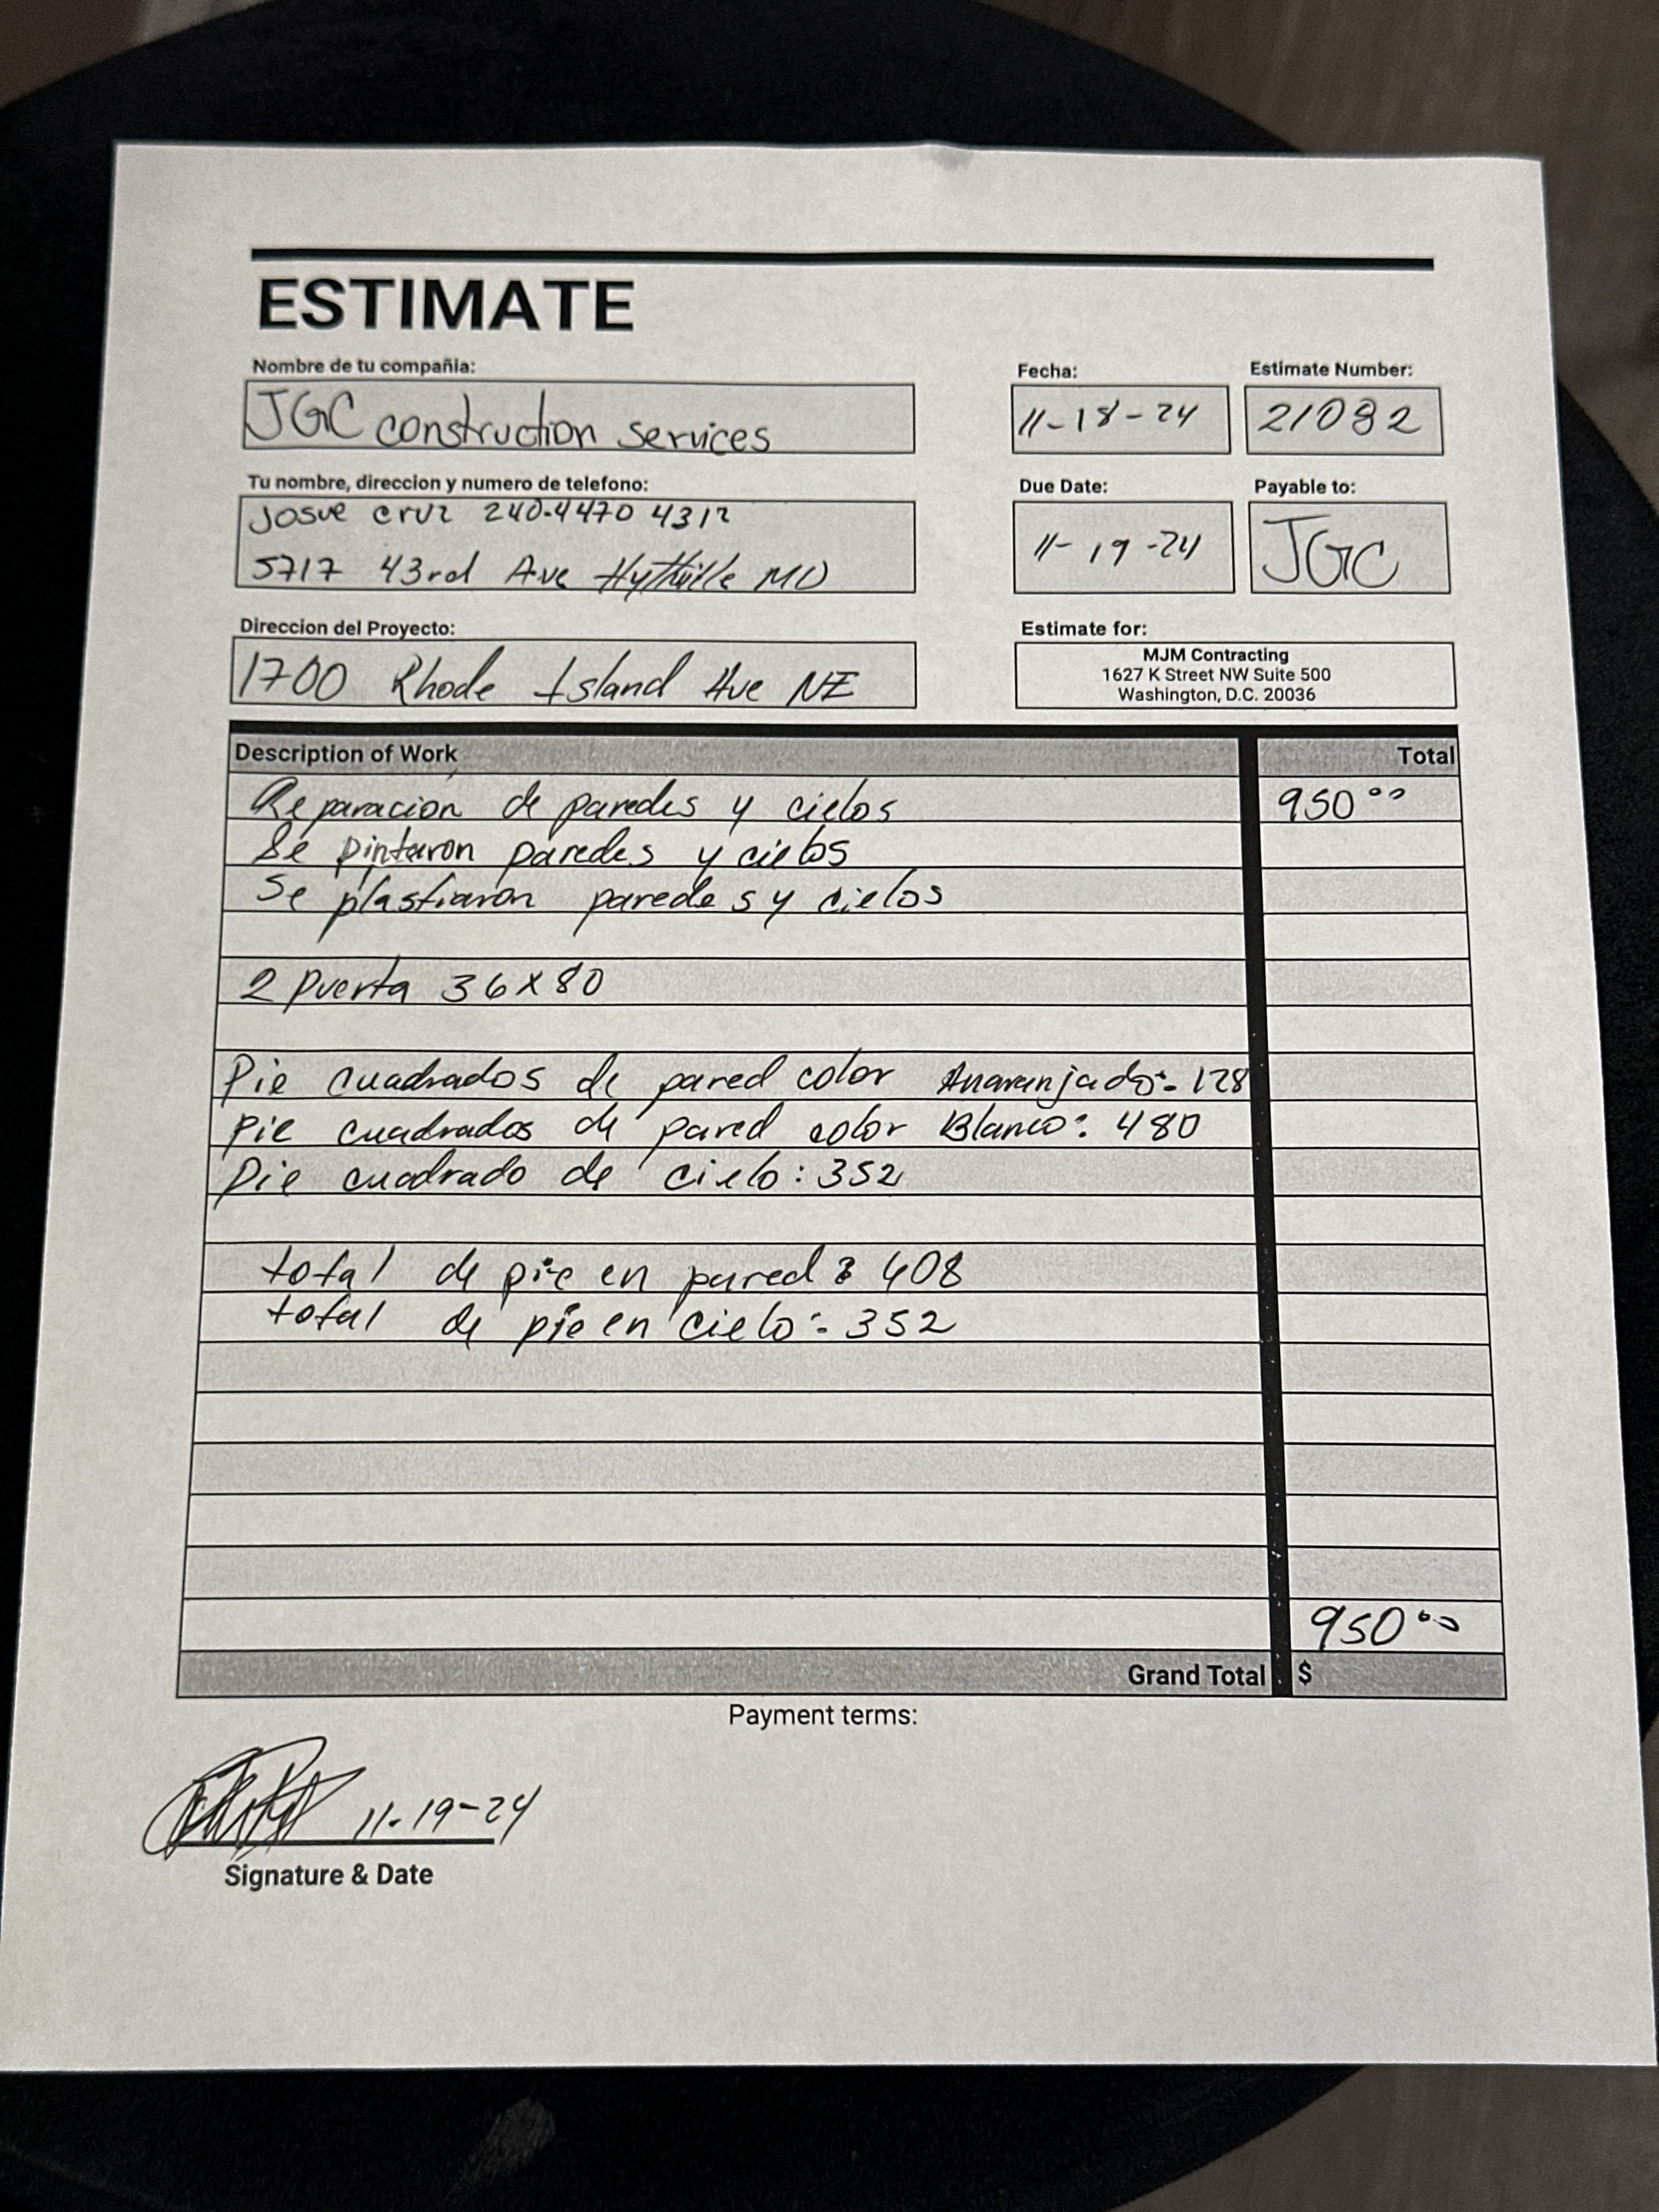 ESTIMATE
Nombre de tu compañia:
JGC construction services
Fecha:
11-18-24
Estimate Number:
21082
Tu nombre, direccion y numero de telefono:
Josue cruz 240-4470 4312
5717 43rd Ave Hythville MD
Due Date:
11-19-24
Payable to:
JGC
Direccion del Proyecto:
1700 Rhode Island Ave NE
Estimate for:
MJM Contracting
1627 K Street NW Suite 500
Washington, D.C. 20036
Description of Work Total
Reparacion de paredes y cielos 950 00
Se pintaron paredes y cielos
Se plastiaron paredes y cielos
2 Puerta 36x80
Pie cuadrados de pared color Anaranjado: 128
Pie cuadrados de pared color Blanco: 480
Pie cuadrado de cielo: 352
total de pie en pared: 408
total de pie en cielo: 352
950 00
Grand Total $
Payment terms:
11-19-24
Signature & Date